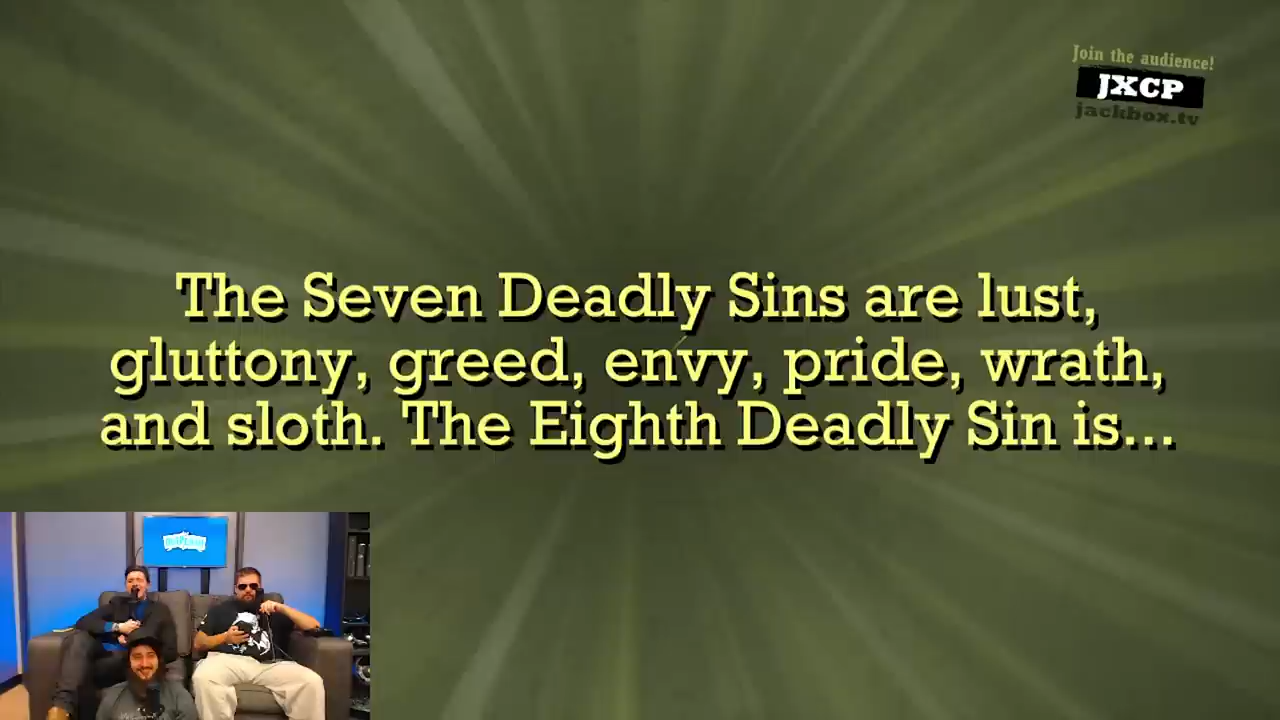 Join the audience!
JXCP
jackbox.tv
The Seven Deadly Sins are lust,
gluttony, greed, envy, pride, wrath,
and sloth. The Eighth Deadly Sin is...